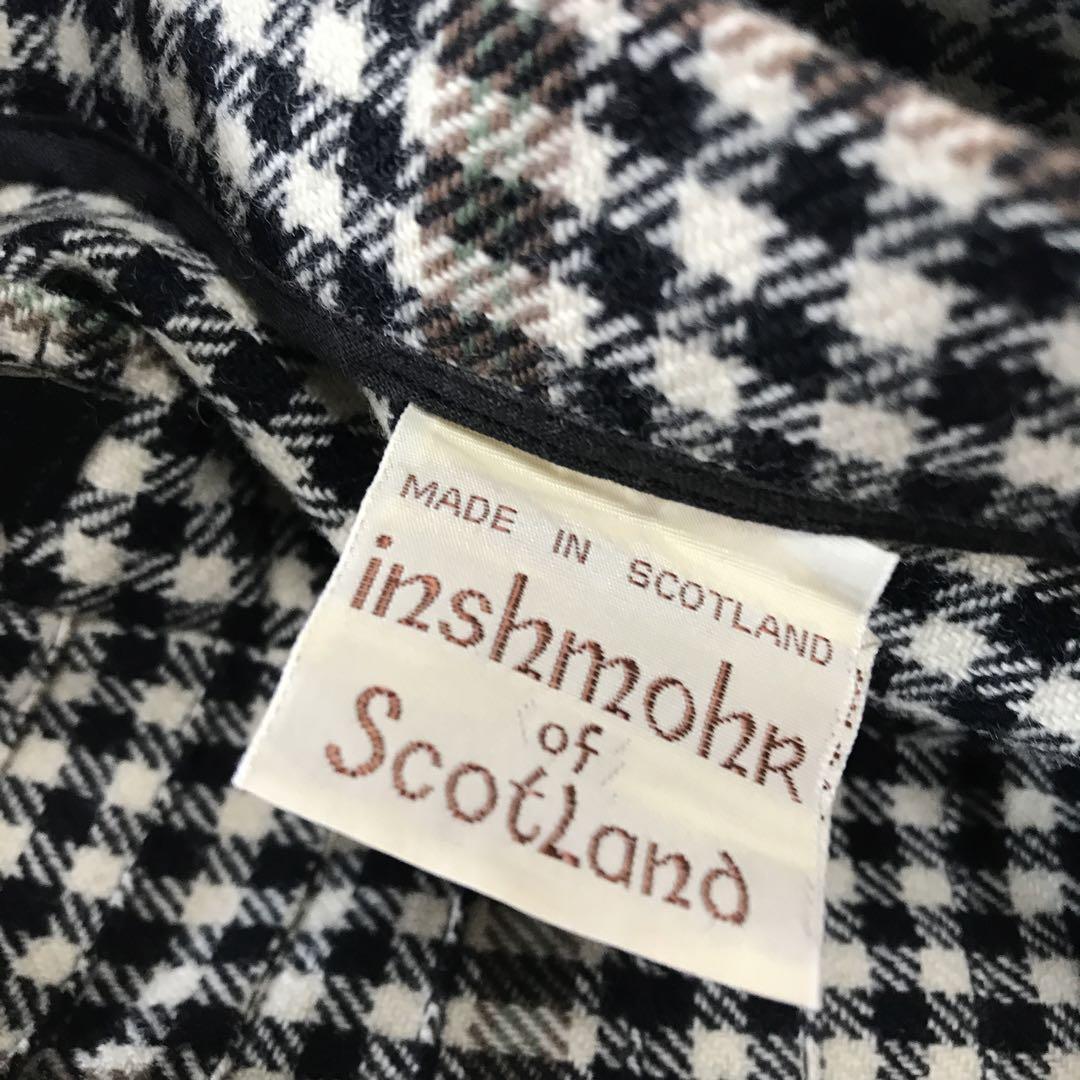 MADE IN SCOTLAND
inshmohR
of
Scotland